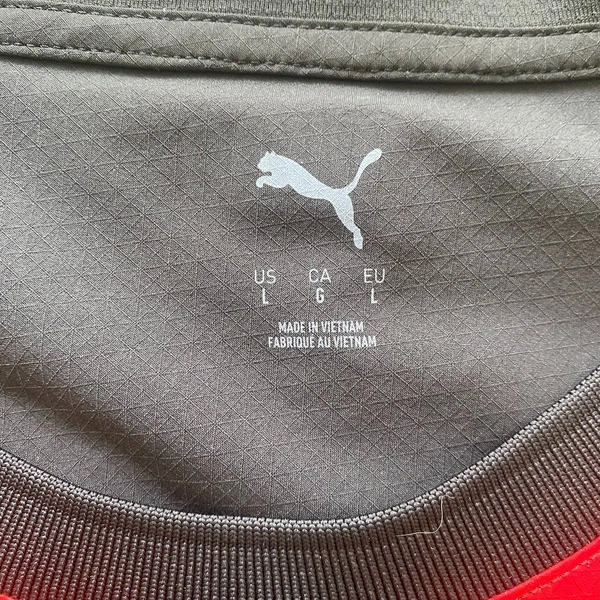 US CA EU
L G L
MADE IN VIETNAM
FABRIQUÉ AU VIETNAM